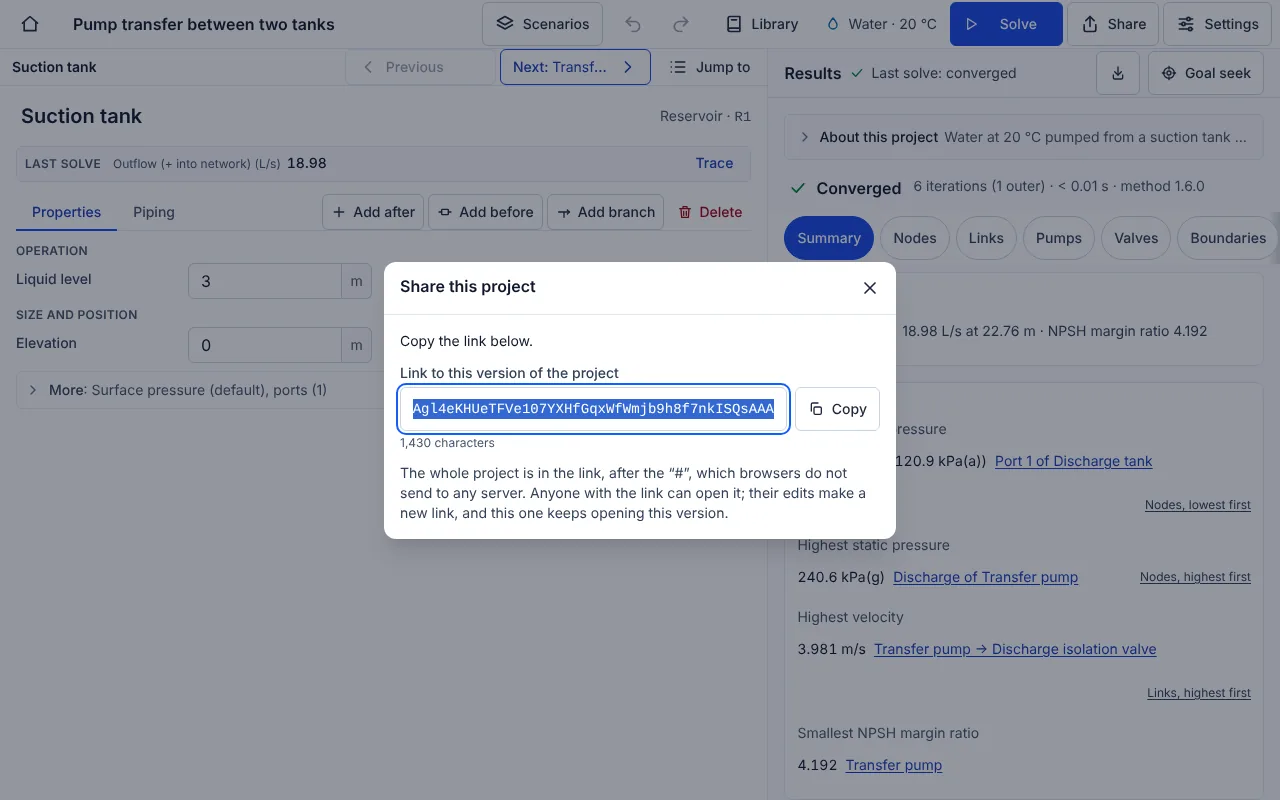 Pump transfer between two tanks
Scenarios
Library
Water · 20 °C
Solve
Share
Settings
Suction tank
Previous
Next: Transf...
Jump to
Results
Last solve: converged
Goal seek
Suction tank
Reservoir · R1
LAST SOLVE Outflow (+ into network) (L/s) 18.98
Trace
Properties
Piping
Add after
Add before
Add branch
Delete
OPERATION
Liquid level
3
m
SIZE AND POSITION
Elevation
0
m
More: Surface pressure (default), ports (1)
About this project Water at 20 °C pumped from a suction tank ...
Converged 6 iterations (1 outer) · < 0.01 s · method 1.6.0
Summary
Nodes
Links
Pumps
Valves
Boundaries
18.98 L/s at 22.76 m · NPSH margin ratio 4.192
Share this project
Copy the link below.
Link to this version of the project
Agl4eKHUeTFVe107YXHfGqxWfWmjb9h8f7nkISQsAAA
Copy
1,430 characters
The whole project is in the link, after the “#”, which browsers do not
send to any server. Anyone with the link can open it; their edits make a
new link, and this one keeps opening this version.
120.9 kPa(a)) Port 1 of Discharge tank
Nodes, lowest first
Highest static pressure
240.6 kPa(g) Discharge of Transfer pump
Nodes, highest first
Highest velocity
3.981 m/s Transfer pump → Discharge isolation valve
Links, highest first
Smallest NPSH margin ratio
4.192 Transfer pump